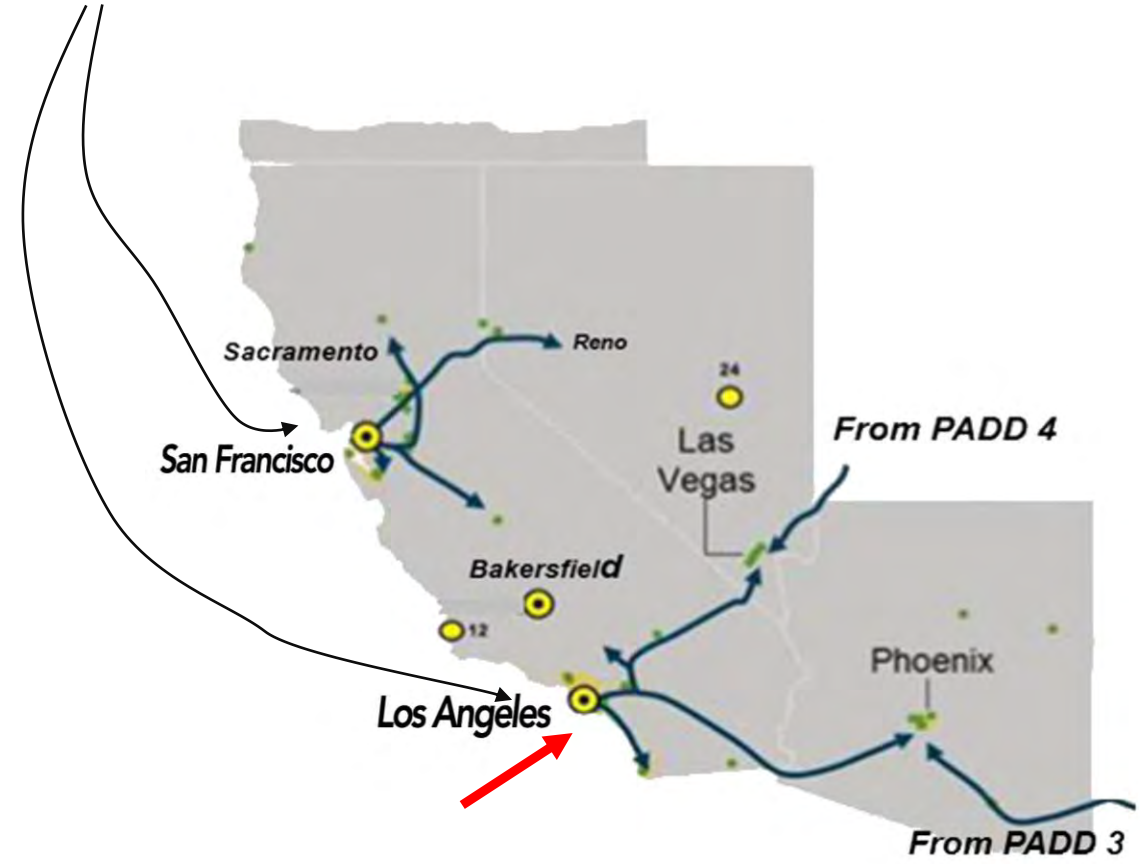 Sacramento
Reno
24
From PADD 4
San Francisco
Las
Vegas
Bakersfield
12
Phoenix
Los Angeles
From PADD 3